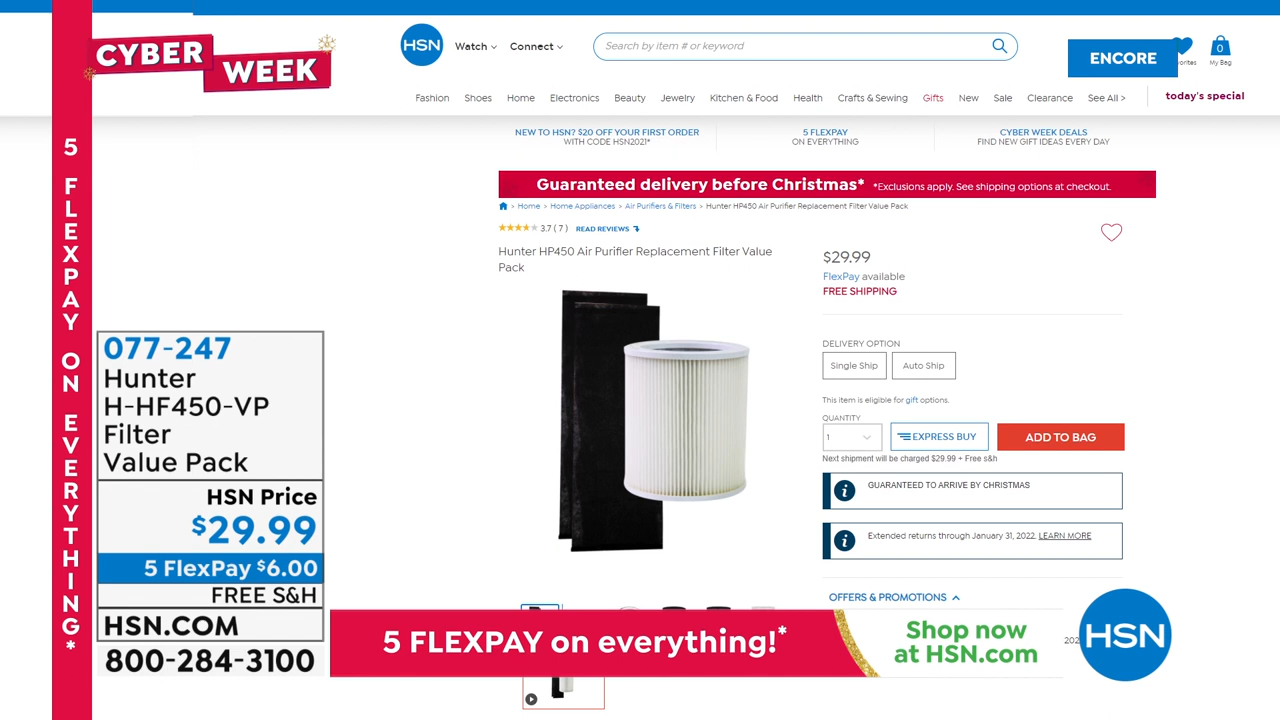 CYBER
WEEK
5 FLEXPAY ON EVERYTHING*
HSN
Watch
Connect
Search by item # or keyword
ENCORE
orites
0
My Bag
Fashion
Shoes
Home
Electronics
Beauty
Jewelry
Kitchen & Food
Health
Crafts & Sewing
Gifts
New
Sale
Clearance
See All >
today's special
NEW TO HSN? $20 OFF YOUR FIRST ORDER
WITH CODE HSN2021*
5 FLEXPAY
ON EVERYTHING
CYBER WEEK DEALS
FIND NEW GIFT IDEAS EVERY DAY
Guaranteed delivery before Christmas* *Exclusions apply. See shipping options at checkout.
> Home > Home Appliances > Air Purifiers & Filters > Hunter HP450 Air Purifier Replacement Filter Value Pack
3.7 ( 7 ) READ REVIEWS
Hunter HP450 Air Purifier Replacement Filter Value
Pack
$29.99
FlexPay available
FREE SHIPPING
DELIVERY OPTION
Single Ship
Auto Ship
This item is eligible for gift options.
QUANTITY
1
EXPRESS BUY
ADD TO BAG
Next shipment will be charged $29.99 + Free s&h
GUARANTEED TO ARRIVE BY CHRISTMAS
Extended returns through January 31, 2022. LEARN MORE
OFFERS & PROMOTIONS
202
077-247
Hunter
H-HF450-VP
Filter
Value Pack
HSN Price
$29.99
5 FlexPay $6.00
FREE S&H
HSN.COM
800-284-3100
5 FLEXPAY on everything!*
Shop now
at HSN.com
HSN